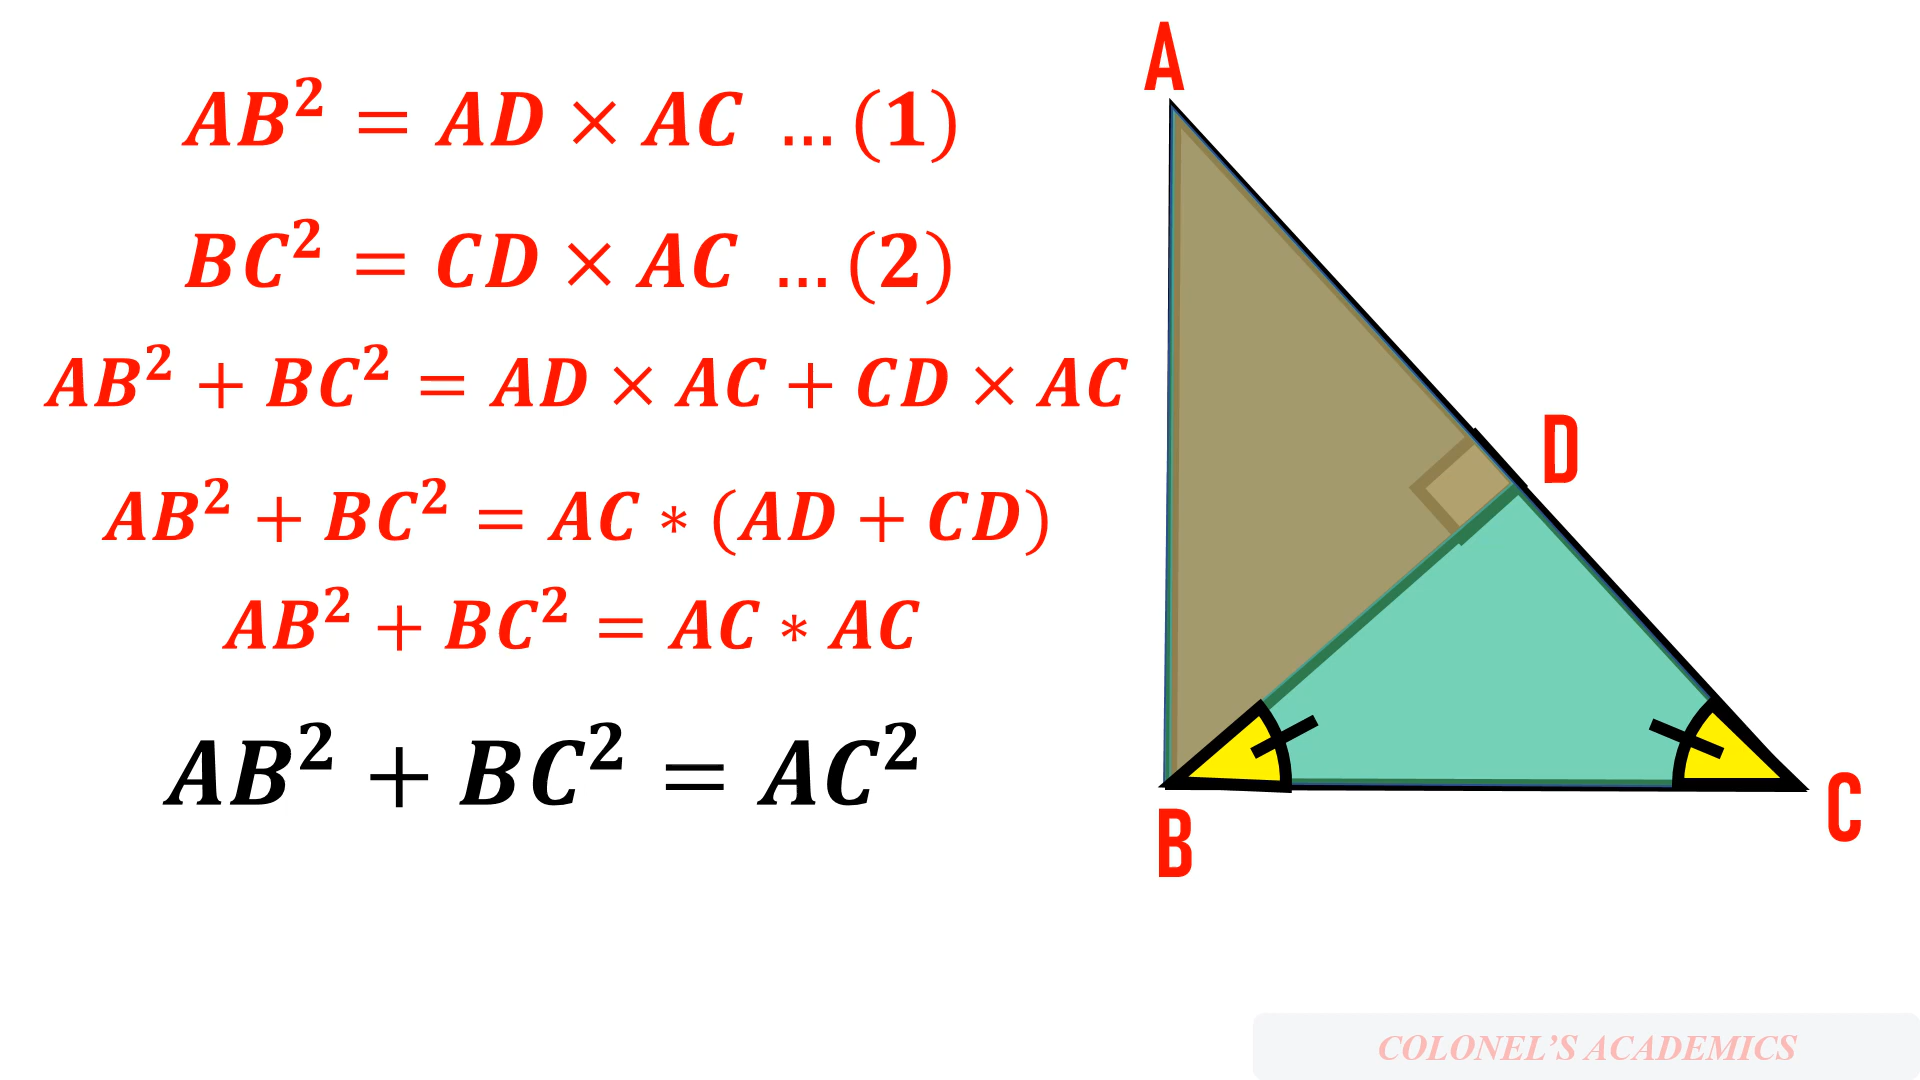 AB² = AD × AC ...(1)
BC² = CD × AC ...(2)
AB² + BC² = AD × AC + CD × AC
AB² + BC² = AC * (AD + CD)
AB² + BC² = AC * AC
AB² + BC² = AC²
A
D
B
C
COLONEL’S ACADEMICS